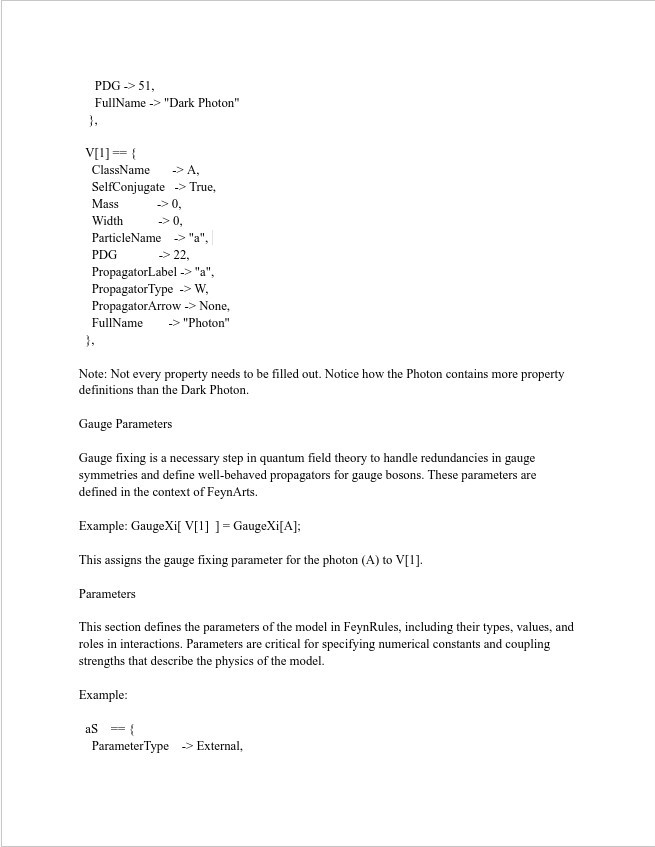 PDG -> 51,
FullName -> "Dark Photon"
},
V[1] == {
ClassName -> A,
SelfConjugate -> True,
Mass -> 0,
Width -> 0,
ParticleName -> "a",
PDG -> 22,
PropagatorLabel -> "a",
PropagatorType -> W,
PropagatorArrow -> None,
FullName -> "Photon"
},
Note: Not every property needs to be filled out. Notice how the Photon contains more property
definitions than the Dark Photon.
Gauge Parameters
Gauge fixing is a necessary step in quantum field theory to handle redundancies in gauge
symmetries and define well-behaved propagators for gauge bosons. These parameters are
defined in the context of FeynArts.
Example: GaugeXi[ V[1] ] = GaugeXi[A];
This assigns the gauge fixing parameter for the photon (A) to V[1].
Parameters
This section defines the parameters of the model in FeynRules, including their types, values, and
roles in interactions. Parameters are critical for specifying numerical constants and coupling
strengths that describe the physics of the model.
Example:
aS == {
ParameterType -> External,